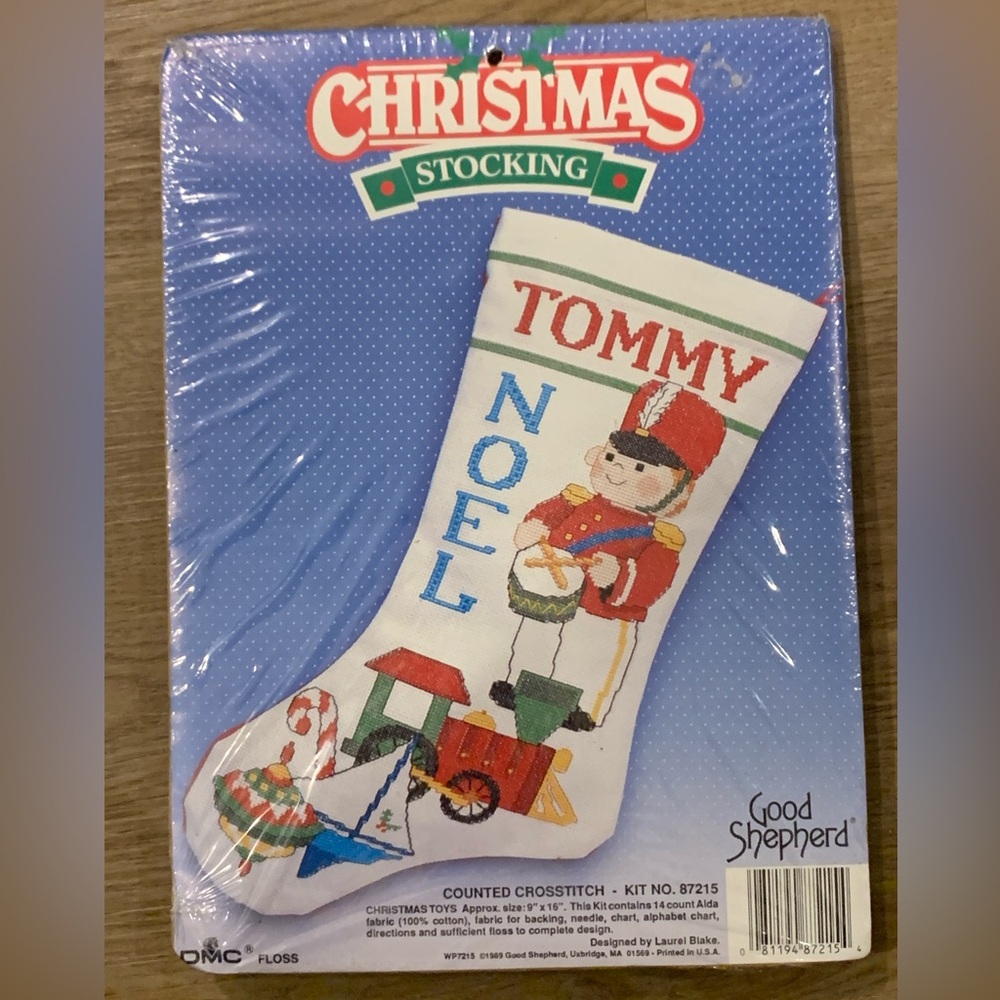 CHRISTMAS
STOCKING
TOMMY
NOEL
Good
Shepherd®
COUNTED CROSSTITCH - KIT NO. 87215
CHRISTMAS TOYS Approx. size: 9" x 16". This Kit contains 14 count Aida
fabric (100% cotton), fabric for backing, needle, chart, alphabet chart,
directions and sufficient floss to complete design.
Designed by Laurel Blake.
WP7215 ©1989 Good Shepherd, Uxbridge, MA 01569 - Printed in U.S.A.
DMC® FLOSS
0 81194 87215 4